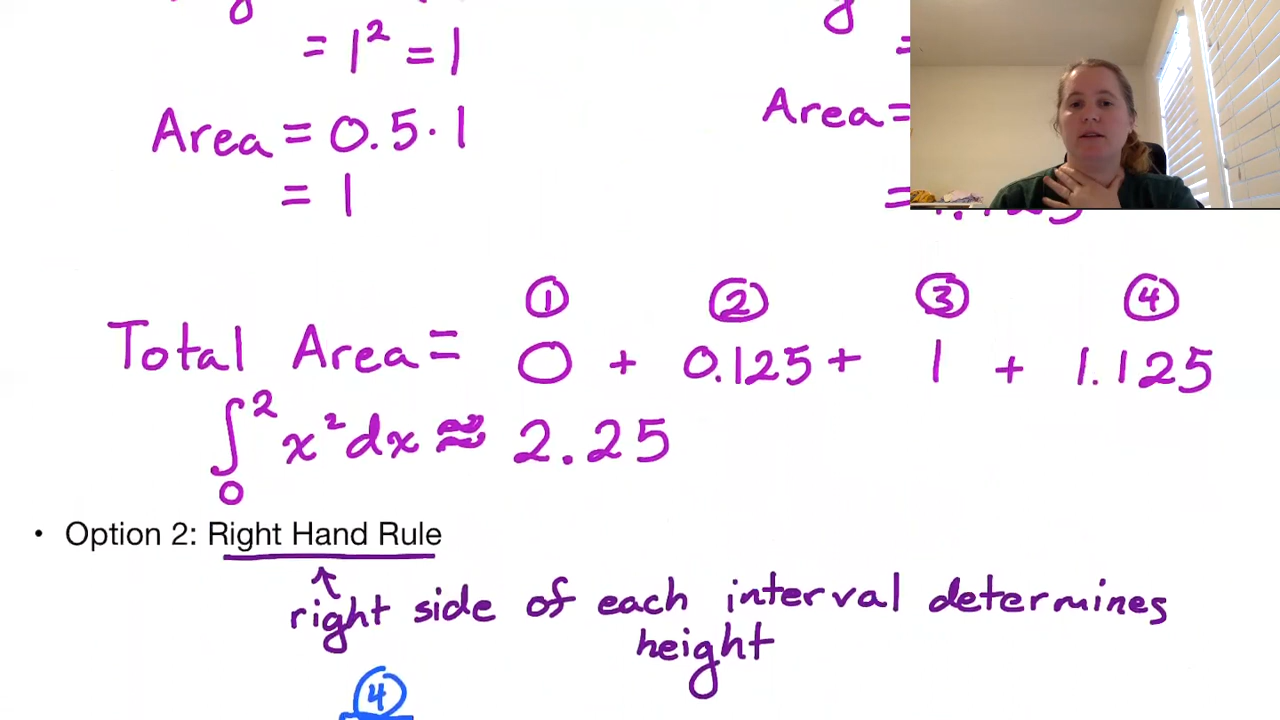 = 1² = 1
Area = 0.5 · 1
= 1
Area =
=
① ② ③ ④
Total Area = 0 + 0.125 + 1 + 1.125
∫₀² x² dx ≈ 2.25
• Option 2: Right Hand Rule
right side of each interval determines
height
④